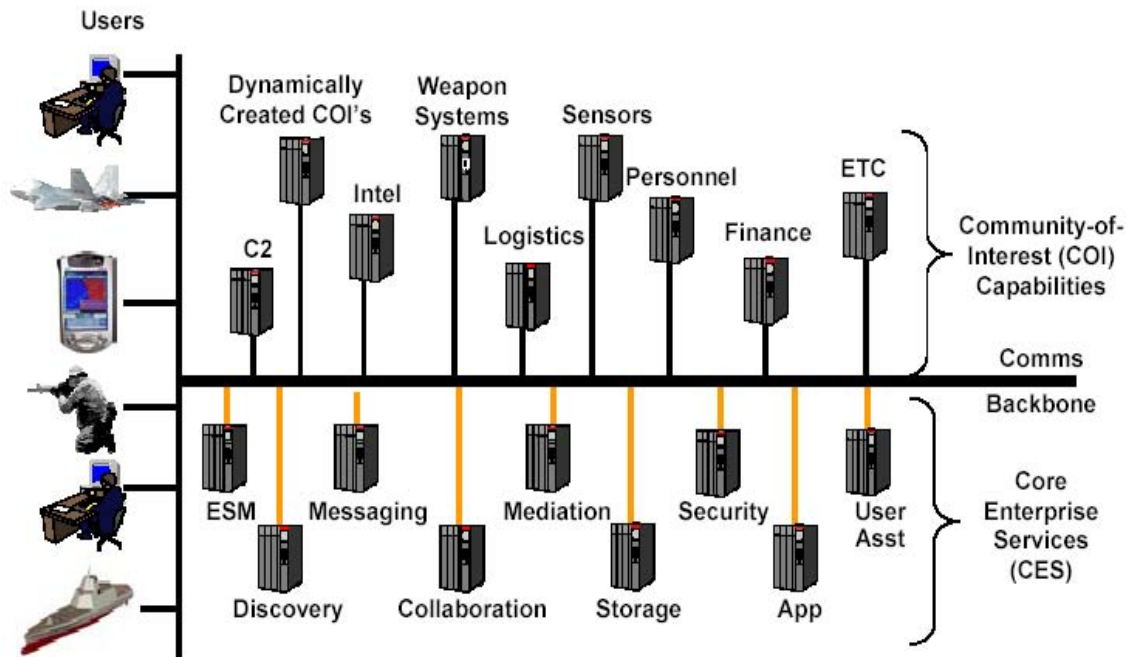 Users
Dynamically
Created COI's
Weapon
Systems
Sensors
Intel
Personnel
ETC
C2
Logistics
Finance
Community-of-
Interest (COI)
Capabilities
Comms
Backbone
ESM
Messaging
Mediation
Security
User
Asst
Discovery
Collaboration
Storage
App
Core
Enterprise
Services
(CES)